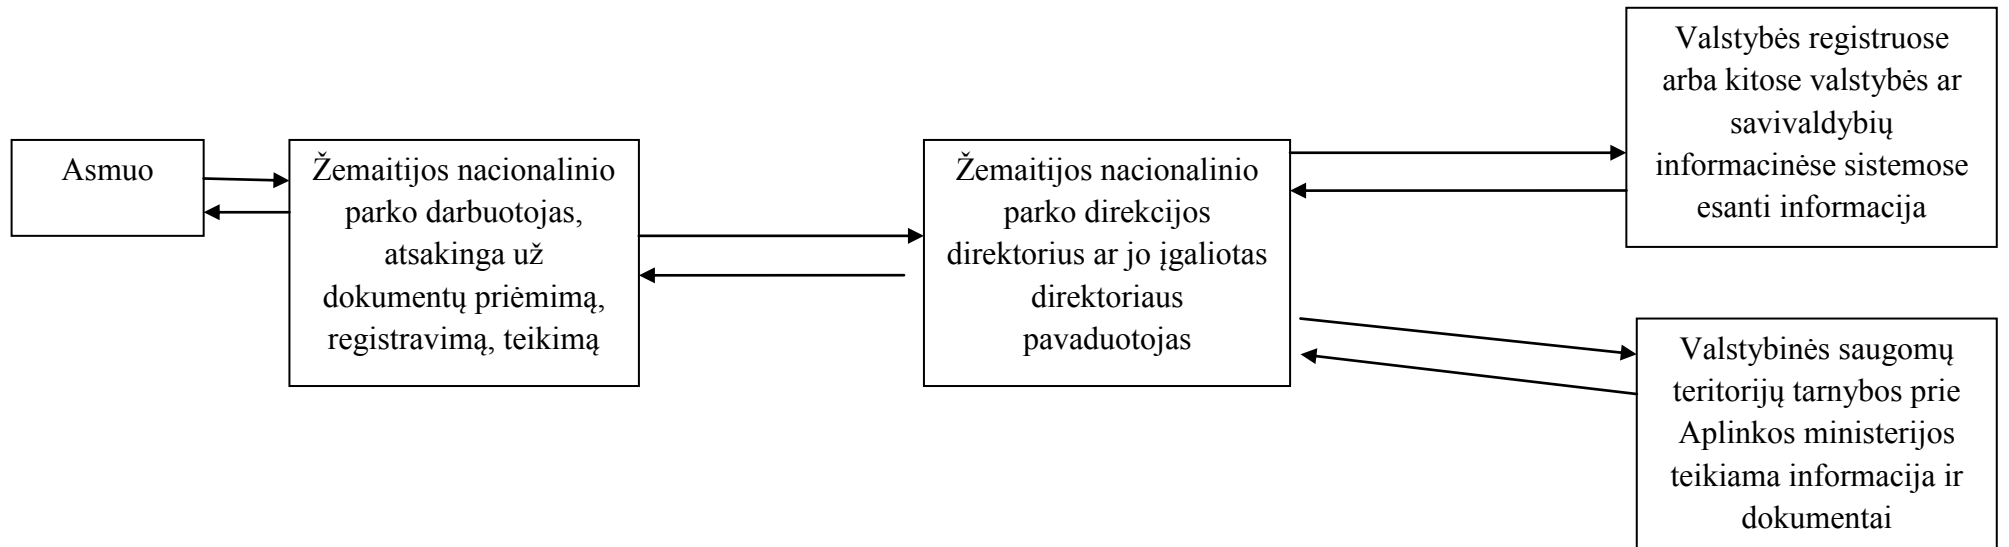 Asmuo
Žemaitijos nacionalinio
parko darbuotojas,
atsakinga už
dokumentų priėmimą,
registravimą, teikimą
Žemaitijos nacionalinio
parko direkcijos
direktorius ar jo įgaliotas
direktoriaus
pavaduotojas
Valstybės registruose
arba kitose valstybės ar
savivaldybių
informacinėse sistemose
esanti informacija
Valstybinės saugomų
teritorijų tarnybos prie
Aplinkos ministerijos
teikiama informacija ir
dokumentai